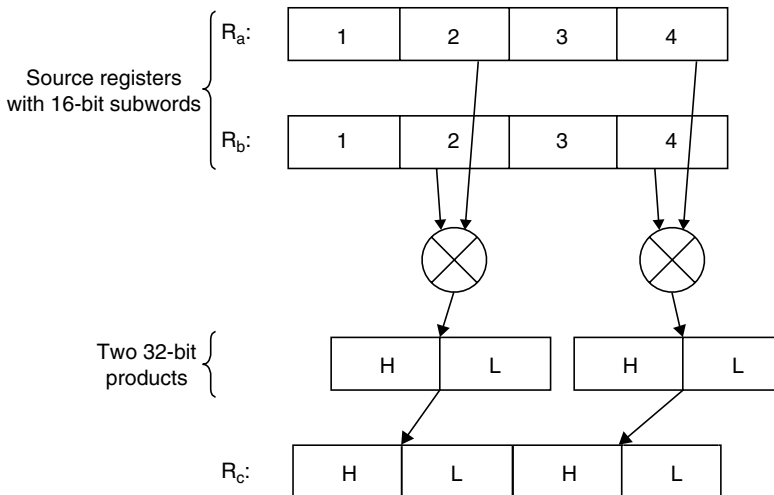 Ra: 1 2 3 4
Source registers
with 16-bit subwords
Rb: 1 2 3 4
Two 32-bit
products
H L H L
Rc: H L H L